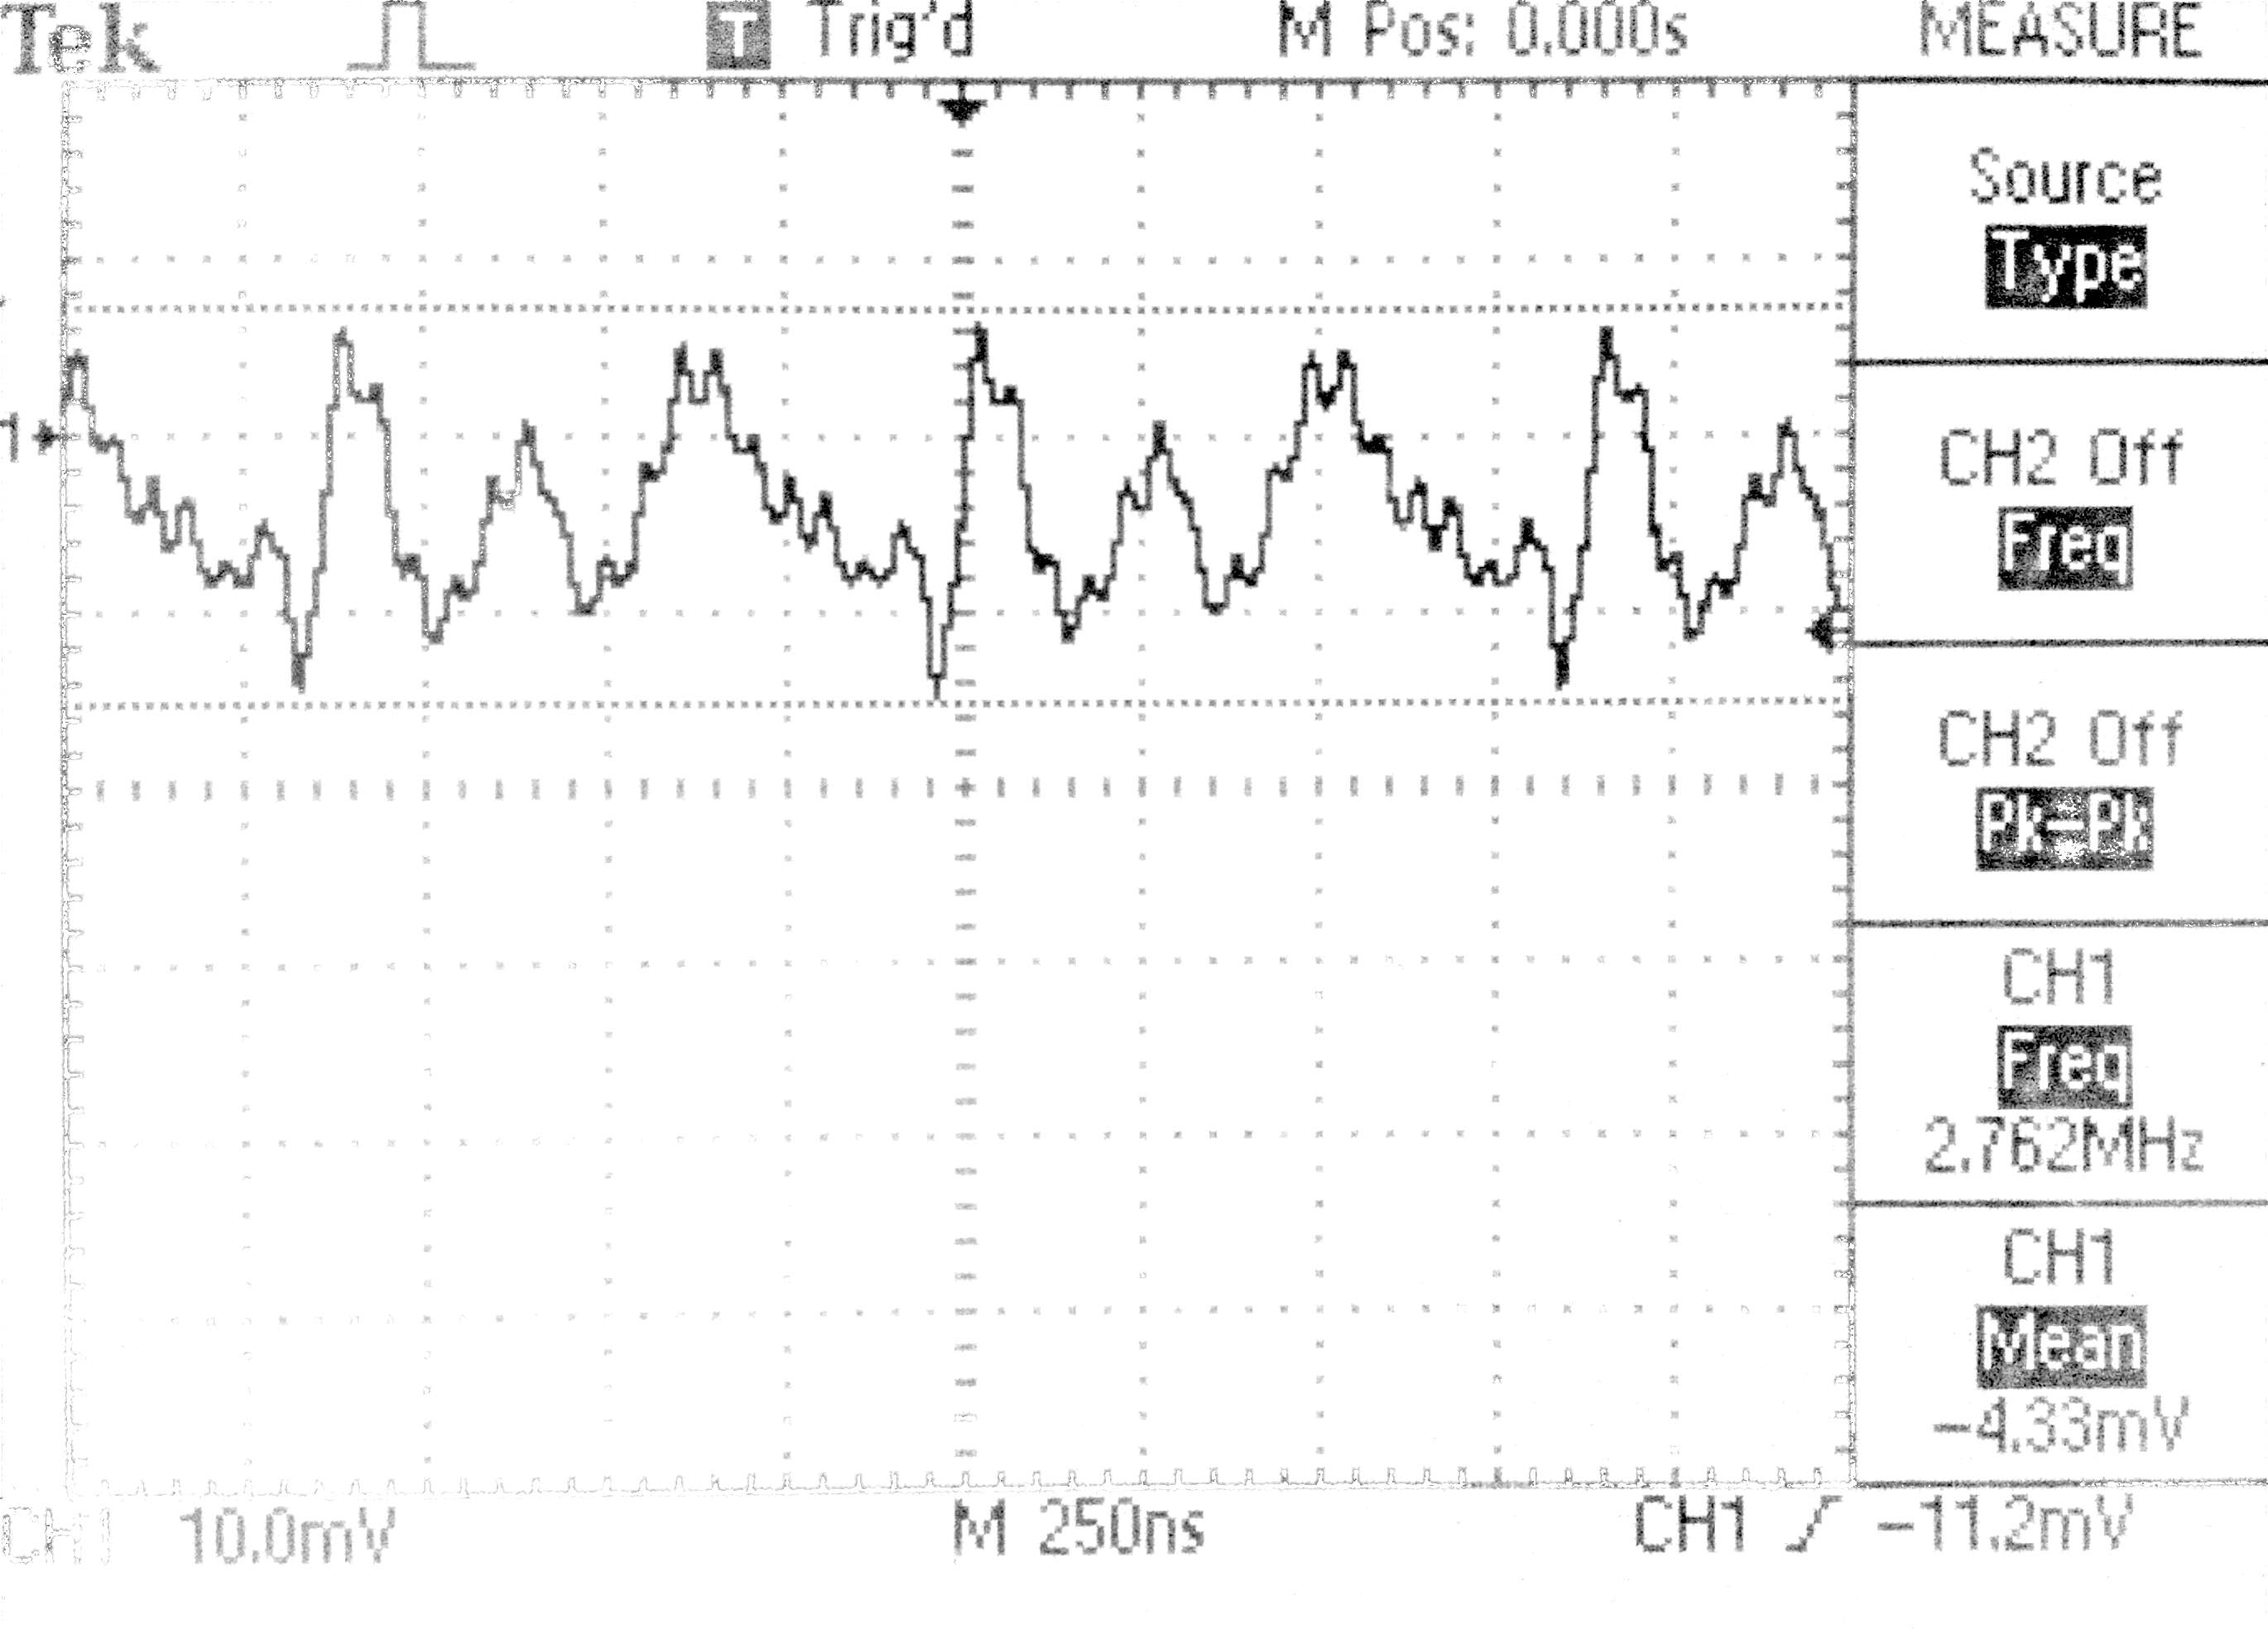 Tek T Trig'd M Pos: 0.000s MEASURE
Source
Type
CH2 Off
Freq
CH2 Off
Pk-Pk
CH1
Freq
2.762MHz
CH1
Mean
-4.33mV
1
CH1 10.0mV M 250ns CH1 -11.2mV